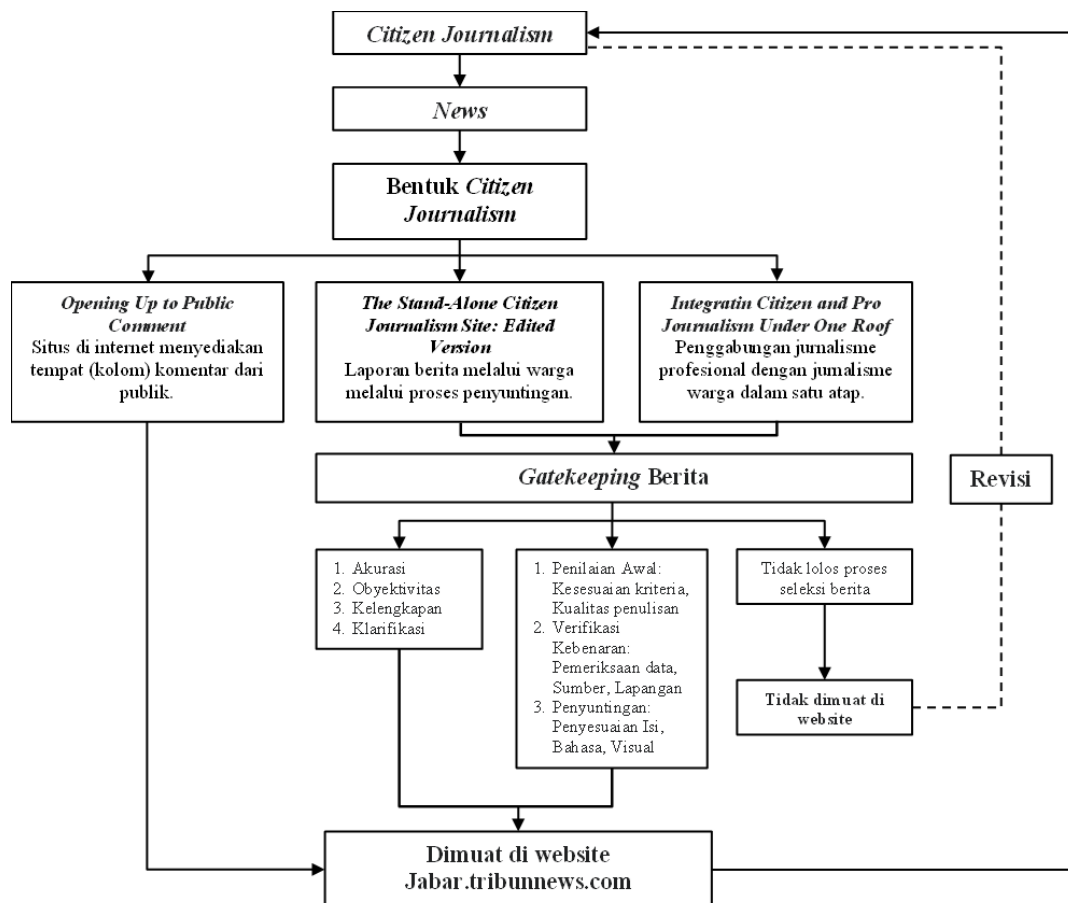 Citizen Journalism
News
Bentuk Citizen
Journalism
Opening Up to Public
Comment
Situs di internet menyediakan
tempat (kolom) komentar dari
publik.
The Stand-Alone Citizen
Journalism Site: Edited
Version
Laporan berita melalui warga
melalui proses penyuntingan.
Integratin Citizen and Pro
Journalism Under One Roof
Penggabungan jurnalisme
profesional dengan jurnalisme
warga dalam satu atap.
Gatekeeping Berita
Revisi
1. Akurasi
2. Obyektivitas
3. Kelengkapan
4. Klarifikasi
1. Penilaian Awal:
Kesesuaian kriteria,
Kualitas penulisan
2. Verifikasi
Kebenaran:
Pemeriksaan data,
Sumber, Lapangan
3. Penyuntingan:
Penyesuaian Isi,
Bahasa, Visual
Tidak lolos proses
seleksi berita
Tidak dimuat di
website
Dimuat di website
Jabar.tribunnews.com